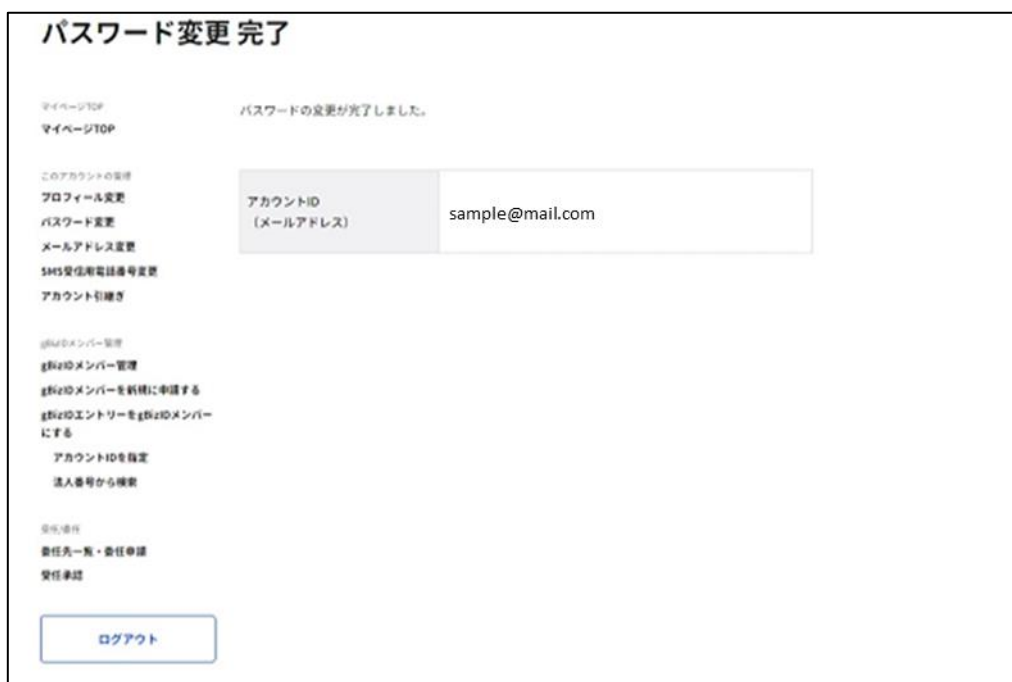 パスワード変更 完了
マイページTOP
マイページTOP
このアカウントの管理
プロフィール変更
パスワード変更
メールアドレス変更
SMS受信用電話番号変更
アカウント引継ぎ
gBizIDメンバー管理
gBizIDメンバー管理
gBizIDメンバーを新規に申請する
gBizIDエントリーをgBizIDメンバー
にする
アカウントIDを指定
法人番号から検索
受任/委任
委任先一覧・委任申請
受任承認
ログアウト
パスワードの変更が完了しました。
アカウントID
（メールアドレス）
sample@mail.com